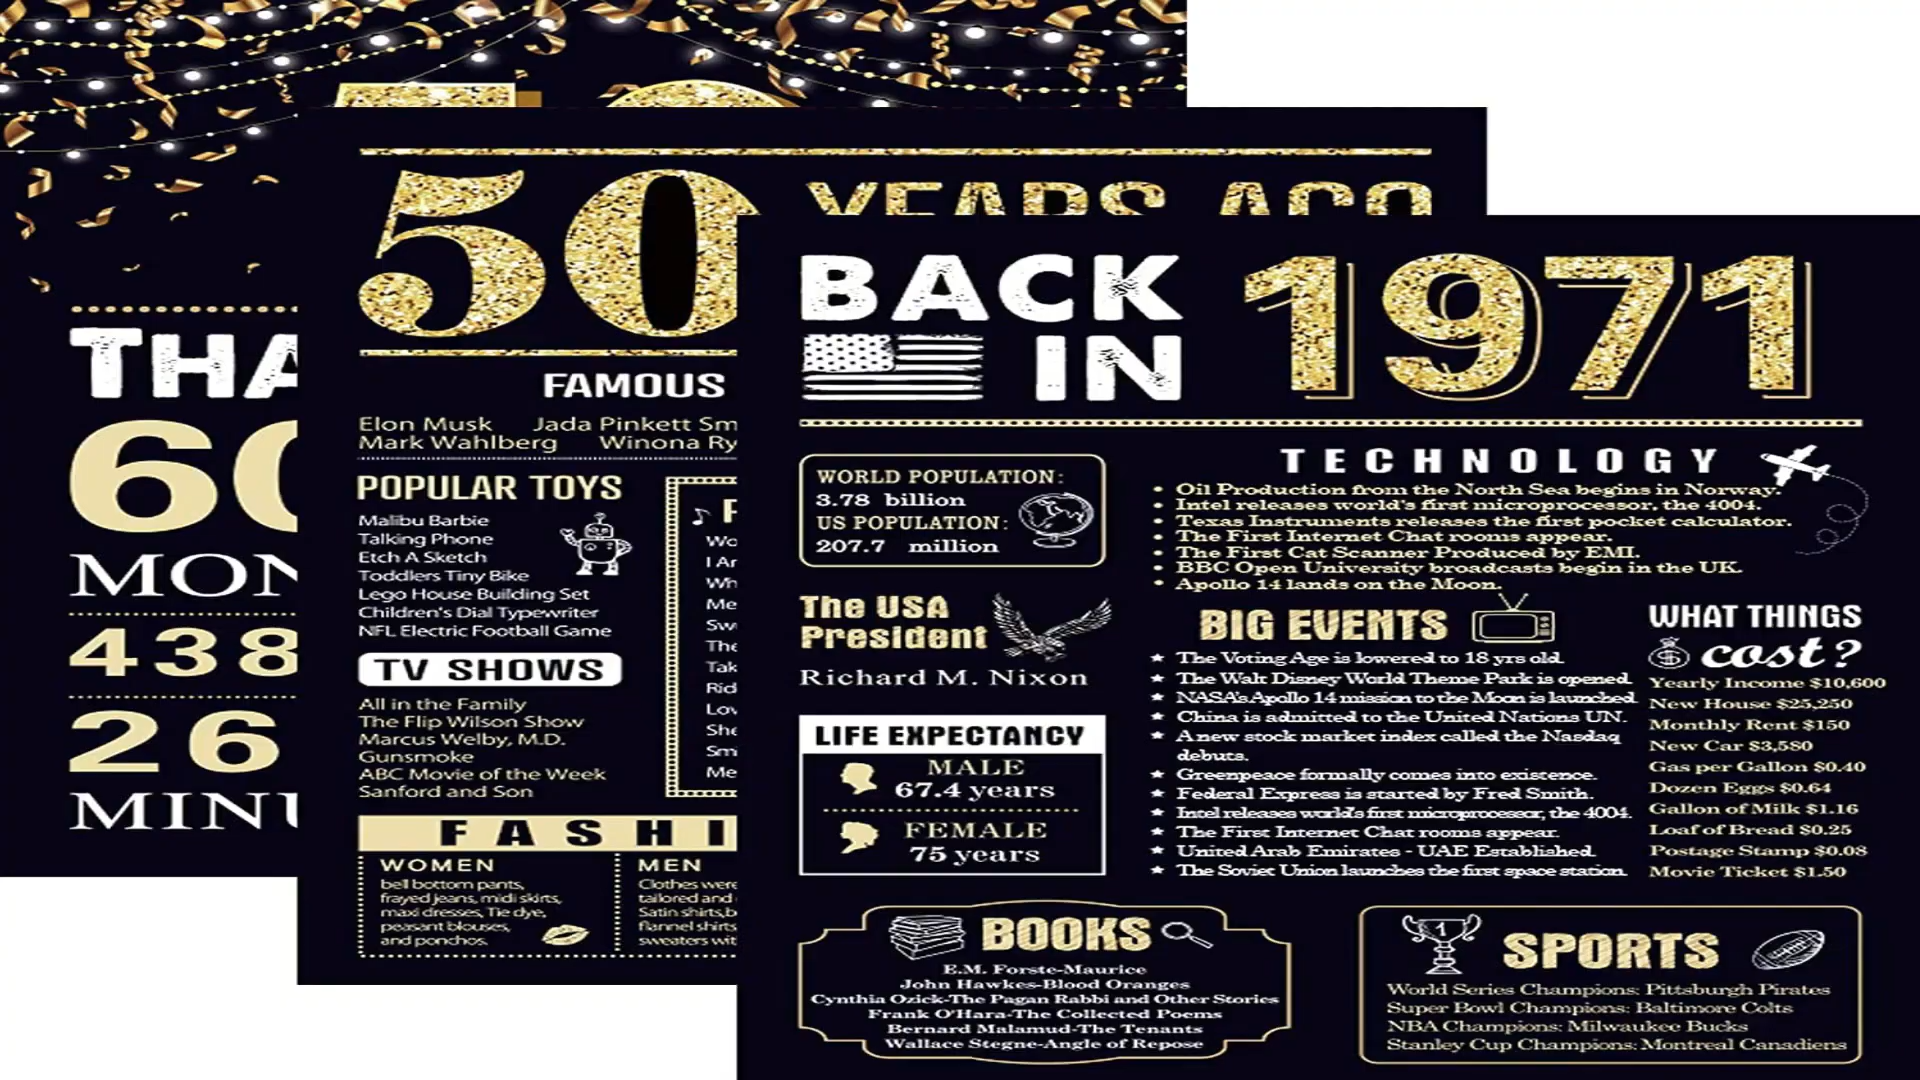 THA
60
MON
438
26
MINU
50 YEARS AGO
FAMOUS
Elon Musk Jada Pinkett Sm
Mark Wahlberg Winona Ry
POPULAR TOYS
Malibu Barbie
Talking Phone
Etch A Sketch
Toddlers Tiny Bike
Lego House Building Set
Children's Dial Typewriter
NFL Electric Football Game
TV SHOWS
All in the Family
The Flip Wilson Show
Marcus Welby, M.D.
Gunsmoke
ABC Movie of the Week
Sanford and Son
Wo
I Ar
Wh
Me
Sw
The
Tak
Rid
Lov
She
Smi
Me
FASHI
WOMEN
bell bottom pants,
frayed jeans, midi skirts,
maxi dresses, Tie dye,
peasant blouses,
and ponchos.
MEN
Clothes were
tailored and
Satin shirts,b
flannel shirts
sweaters wit
BACK
IN
1971
WORLD POPULATION:
3.78 billion
US POPULATION:
207.7 million
The USA
President
Richard M. Nixon
LIFE EXPECTANCY
MALE
67.4 years
FEMALE
75 years
TECHNOLOGY
• Oil Production from the North Sea begins in Norway.
• Intel releases world's first microprocessor, the 4004.
• Texas Instruments releases the first pocket calculator.
• The First Internet Chat rooms appear.
• The First Cat Scanner Produced by EMI.
• BBC Open University broadcasts begin in the UK.
• Apollo 14 lands on the Moon.
BIG EVENTS
★ The Voting Age is lowered to 18 yrs old.
★ The Walt Disney World Theme Park is opened.
★ NASA's Apollo 14 mission to the Moon is launched.
★ China is admitted to the United Nations UN.
★ A new stock market index called the Nasdaq
debuts.
★ Greenpeace formally comes into existence.
★ Federal Express is started by Fred Smith.
★ Intel releases world's first microprocessor, the 4004.
★ The First Internet Chat rooms appear.
★ United Arab Emirates - UAE Established.
★ The Soviet Union launches the first space station.
WHAT THINGS
cost?
Yearly Income $10,600
New House $25,250
Monthly Rent $150
New Car $3,580
Gas per Gallon $0.40
Dozen Eggs $0.64
Gallon of Milk $1.16
Loaf of Bread $0.25
Postage Stamp $0.08
Movie Ticket $1.50
BOOKS
E.M. Forste-Maurice
John Hawkes-Blood Oranges
Cynthia Ozick-The Pagan Rabbi and Other Stories
Frank O'Hara-The Collected Poems
Bernard Malamud-The Tenants
Wallace Stegne-Angle of Repose
1
SPORTS
World Series Champions: Pittsburgh Pirates
Super Bowl Champions: Baltimore Colts
NBA Champions: Milwaukee Bucks
Stanley Cup Champions: Montreal Canadiens